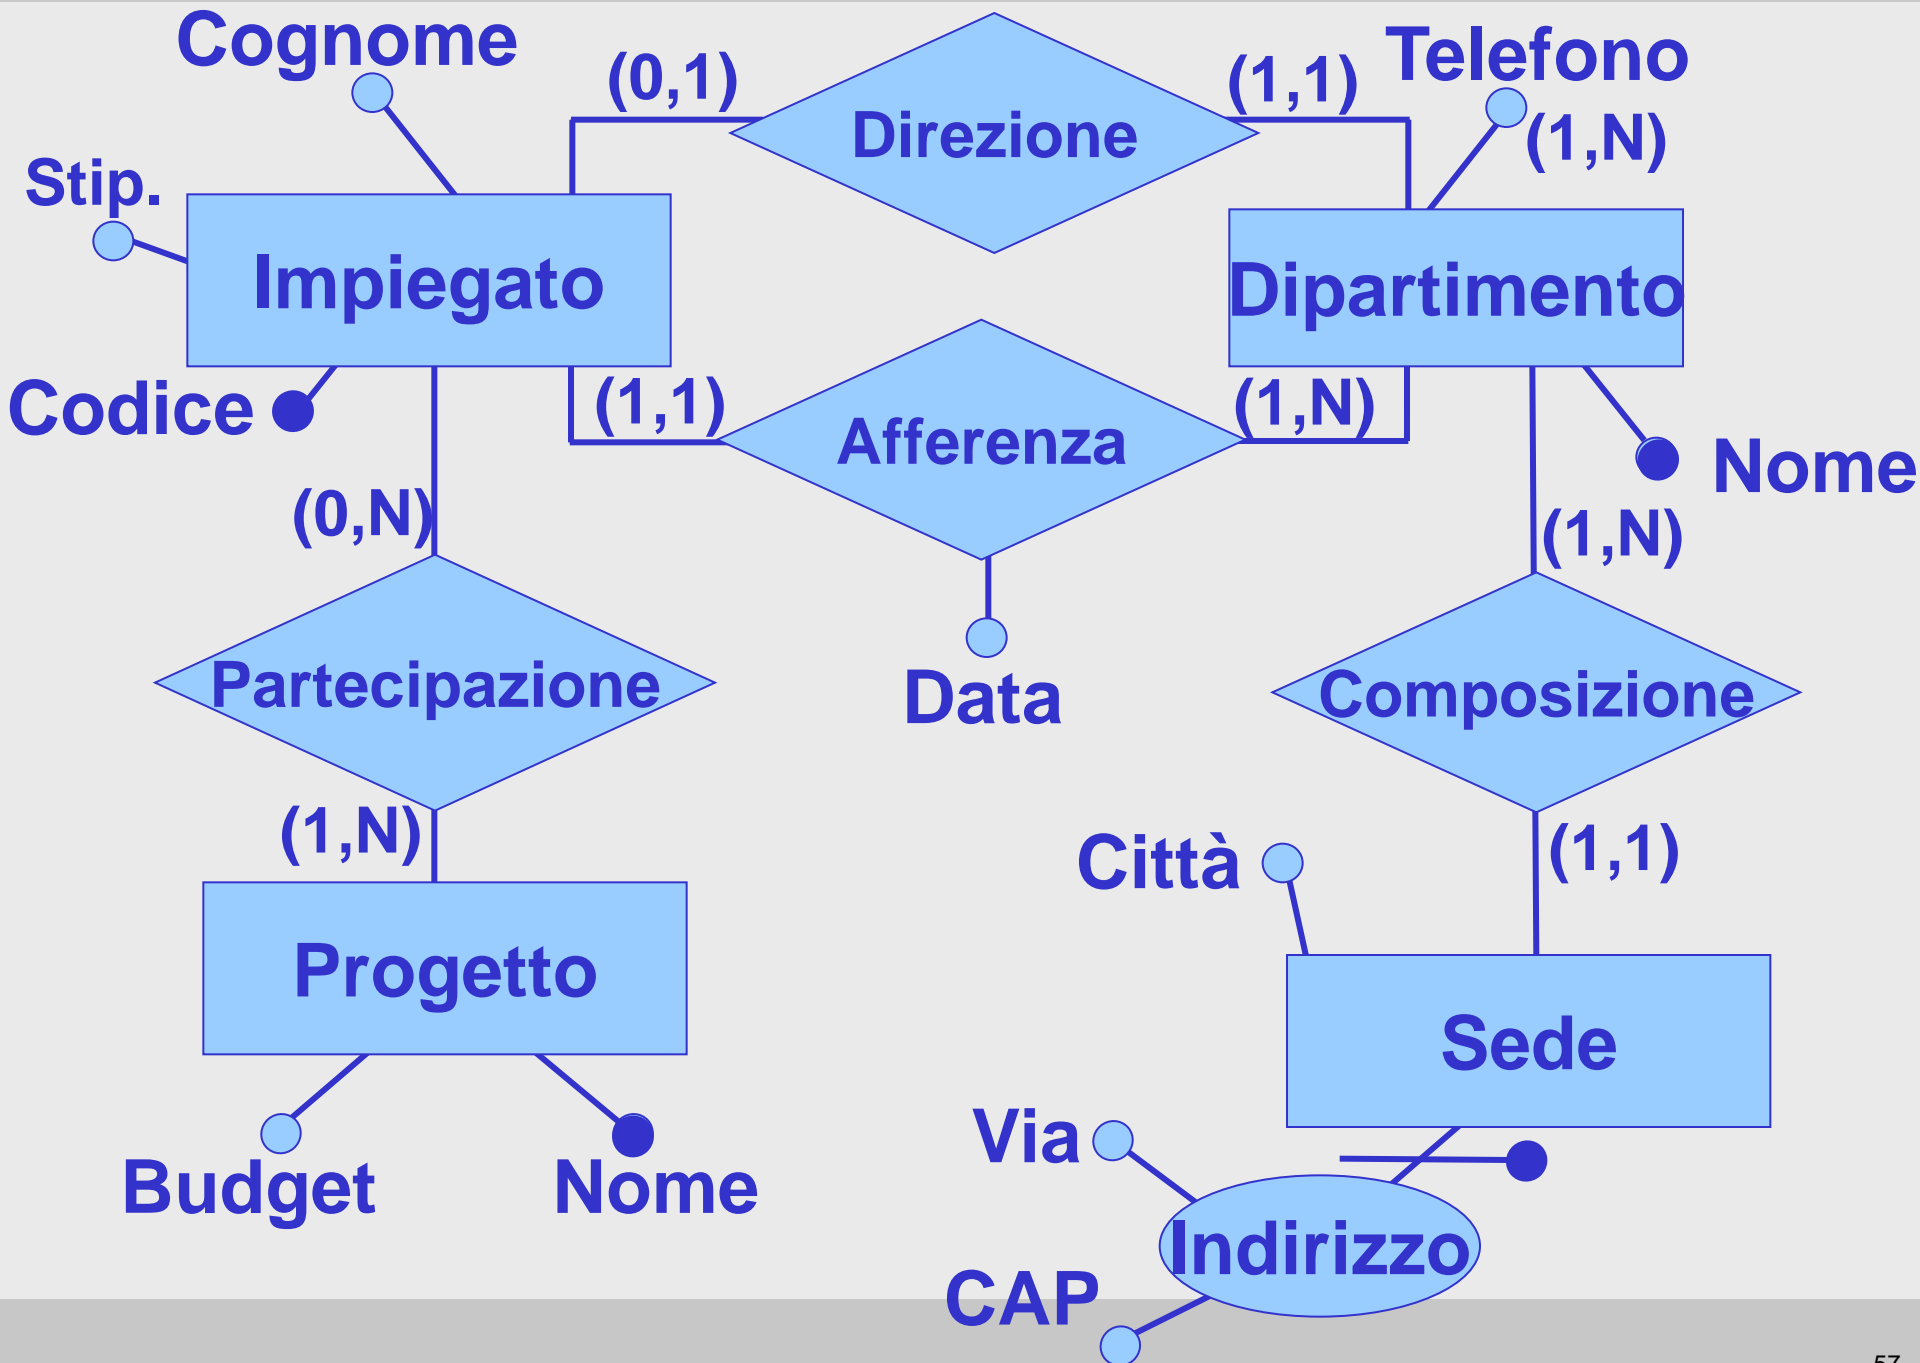 Cognome
(0,1)
Direzione
(1,1)
Telefono
(1,N)
Stip.
Impiegato
Dipartimento
Codice
(1,1)
Afferenza
(1,N)
Nome
(0,N)
(1,N)
Partecipazione
Data
Composizione
(1,N)
Città
(1,1)
Progetto
Sede
Via
Budget
Nome
Indirizzo
CAP
57